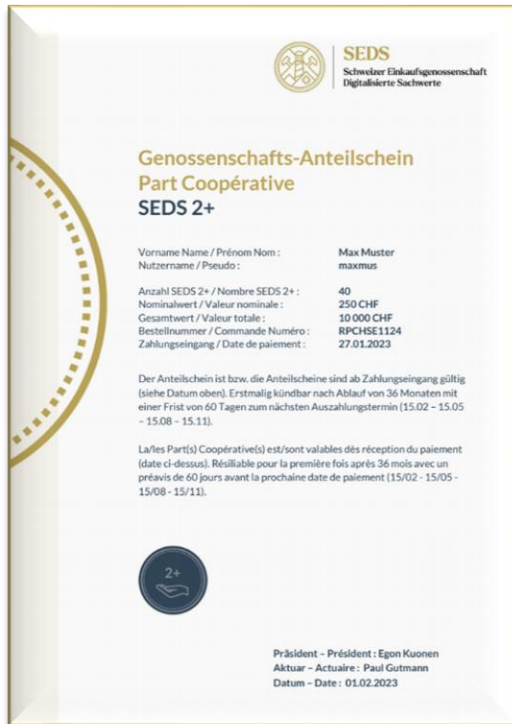 SEDS
Schweizer Einkaufsgenossenschaft
Digitalisierte Sachwerte
Genossenschafts-Anteilschein
Part Coopérative
SEDS 2+
Vorname Name / Prénom Nom : Max Muster
Nutzername / Pseudo : maxmus
Anzahl SEDS 2+ / Nombre SEDS 2+ : 40
Nominalwert / Valeur nominale : 250 CHF
Gesamtwert / Valeur totale : 10 000 CHF
Bestellnummer / Commande Numéro : RPCHSE1124
Zahlungseingang / Date de paiement : 27.01.2023
Der Anteilschein ist bzw. die Anteilscheine sind ab Zahlungseingang gültig
(siehe Datum oben). Erstmalig kündbar nach Ablauf von 36 Monaten mit
einer Frist von 60 Tagen zum nächsten Auszahlungstermin (15.02 – 15.05
– 15.08 – 15.11).
La/les Part(s) Coopérative(s) est/sont valables dès réception du paiement
(date ci-dessus). Résiliable pour la première fois après 36 mois avec un
préavis de 60 jours avant la prochaine date de paiement (15/02 - 15/05 -
15/08 - 15/11).
2+
Präsident – Président : Egon Kuonen
Aktuar – Actuaire : Paul Gutmann
Datum – Date : 01.02.2023